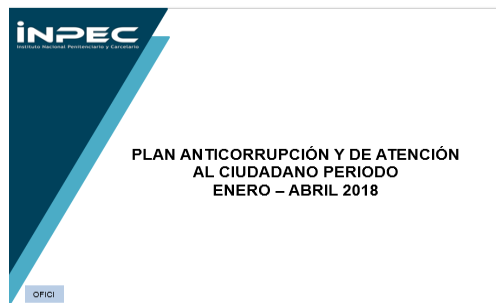 INPEC
Instituto Nacional Penitenciario y Carcelario
PLAN ANTICORRUPCIÓN Y DE ATENCIÓN
AL CIUDADANO PERIODO
ENERO – ABRIL 2018
OFICI